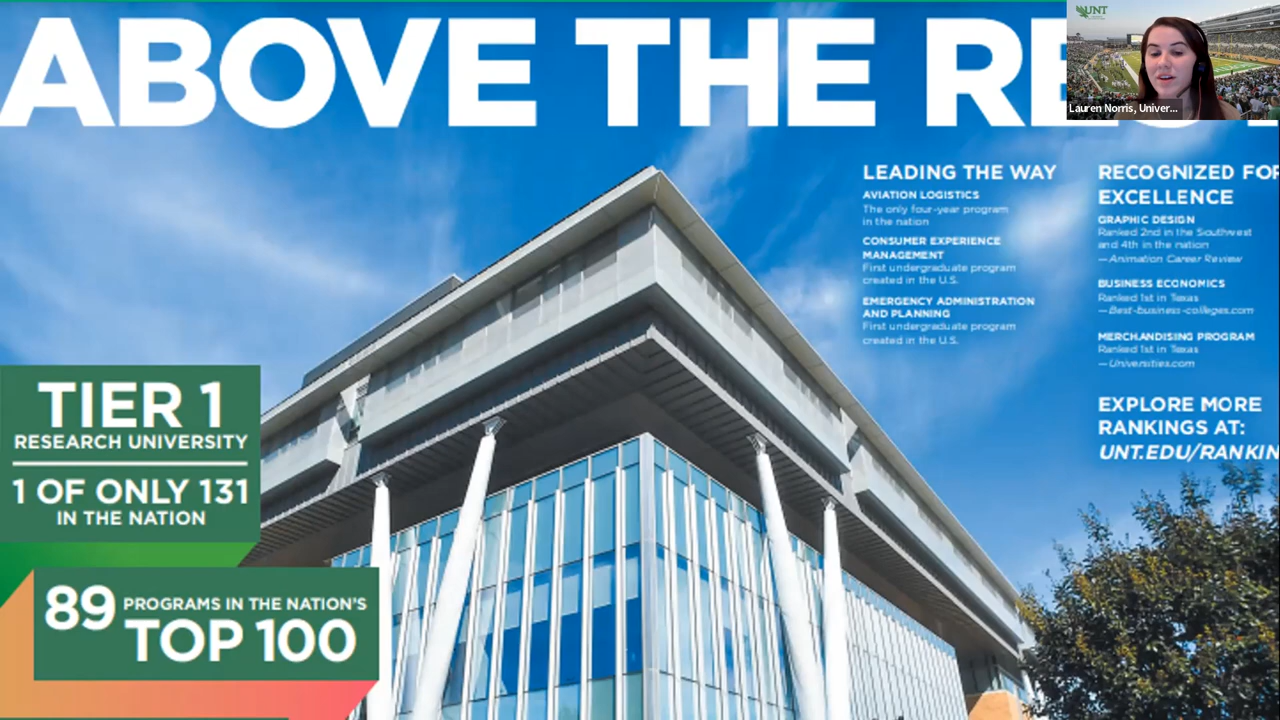 ABOVE THE
UNT
Lauren Norris, Univer...
LEADING THE WAY
AVIATION LOGISTICS
The only four-year program
in the nation
CONSUMER EXPERIENCE
MANAGEMENT
First undergraduate program
created in the U.S.
EMERGENCY ADMINISTRATION
AND PLANNING
First undergraduate program
created in the U.S.
RECOGNIZED FOR
EXCELLENCE
GRAPHIC DESIGN
Ranked 2nd in the Southwest
and 4th in the nation
—Animation Career Review
BUSINESS ECONOMICS
Ranked 1st in Texas
—Best-business-colleges.com
MERCHANDISING PROGRAM
Ranked 1st in Texas
—Universities.com
EXPLORE MORE
RANKINGS AT:
UNT.EDU/RANKIN
TIER 1
RESEARCH UNIVERSITY
1 OF ONLY 131
IN THE NATION
89 PROGRAMS IN THE NATION'S
TOP 100